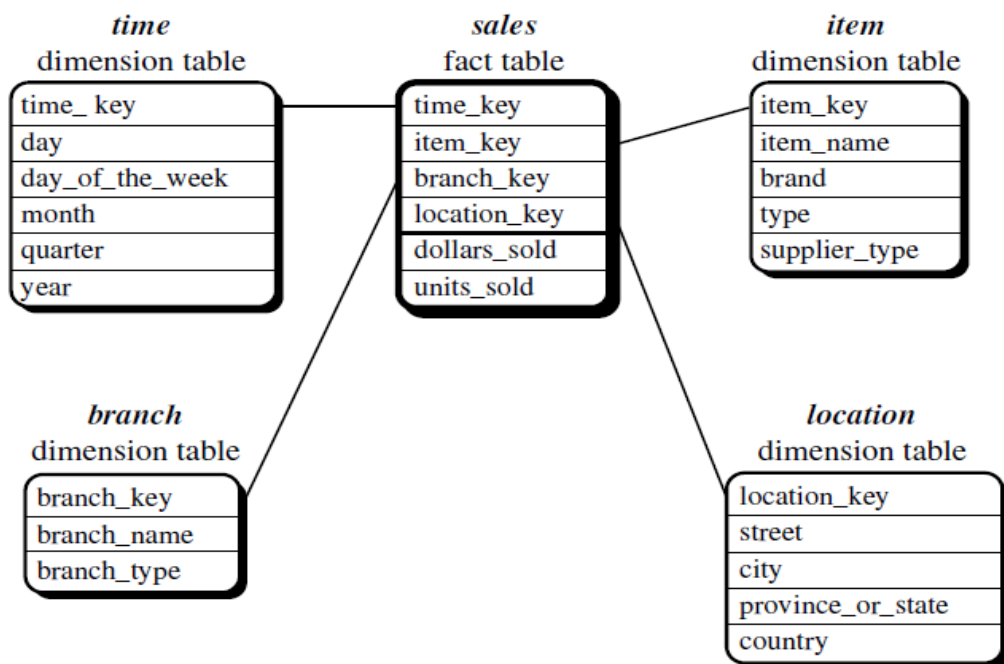 time
dimension table
time_ key
day
day_of_the_week
month
quarter
year
sales
fact table
time_key
item_key
branch_key
location_key
dollars_sold
units_sold
item
dimension table
item_key
item_name
brand
type
supplier_type
branch
dimension table
branch_key
branch_name
branch_type
location
dimension table
location_key
street
city
province_or_state
country